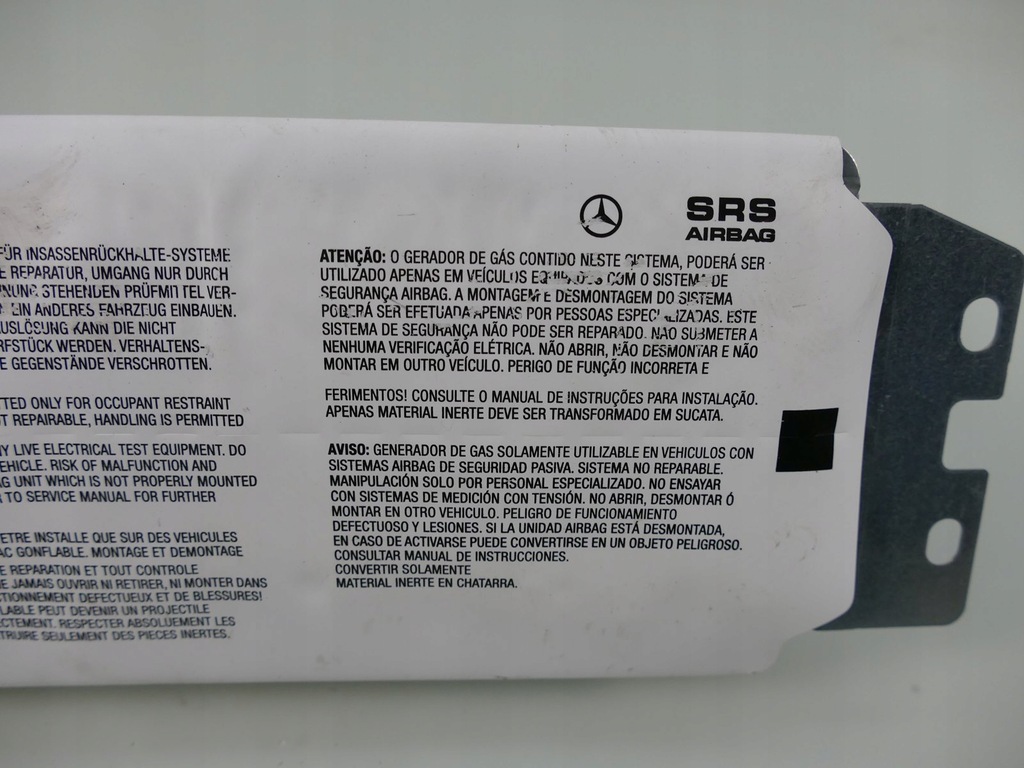 FÜR INSASSENRÜCKHALTE-SYSTEME
REPARATUR, UMGANG NUR DURCH
STEHENDEN PRÜFMITTEL VER-
EIN ANDERES FAHRZEUG EINBAUEN.
AUSLÖSUNG KANN DIE NICHT
RFSTÜCK WERDEN. VERHALTENS-
E GEGENSTÄNDE VERSCHROTTEN.
TTED ONLY FOR OCCUPANT RESTRAINT
T REPAIRABLE, HANDLING IS PERMITTED
Y LIVE ELECTRICAL TEST EQUIPMENT. DO
EHICLE. RISK OF MALFUNCTION AND
G UNIT WHICH IS NOT PROPERLY MOUNTED
TO SERVICE MANUAL FOR FURTHER
ETRE INSTALLE QUE SUR DES VEHICULES
AC GONFLABLE. MONTAGE ET DEMONTAGE
E REPARATION ET TOUT CONTROLE
E JAMAIS OUVRIR NI RETIRER, NI MONTER DANS
CTIONNEMENT DEFECTUEUX ET DE BLESSURES!
LABLE PEUT DEVENIR UN PROJECTILE
ECTEMENT. RESPECTER ABSOLUEMENT LES
TRUIRE SEULEMENT DES PIECES INERTES.
SRS
AIRBAG
ATENÇÃO: O GERADOR DE GÁS CONTIDO NESTE SISTEMA, PODERÁ SER
UTILIZADO APENAS EM VEÍCULOS EQUIPADOS COM O SISTEMA DE
SEGURANÇA AIRBAG. A MONTAGEM E DESMONTAGEM DO SISTEMA
PODERÁ SER EFETUADA APENAS POR PESSOAS ESPECIALIZADAS. ESTE
SISTEMA DE SEGURANÇA NÃO PODE SER REPARADO. NÃO SUBMETER A
NENHUMA VERIFICAÇÃO ELÉTRICA. NÃO ABRIR, NÃO DESMONTAR E NÃO
MONTAR EM OUTRO VEÍCULO. PERIGO DE FUNÇÃO INCORRETA E
FERIMENTOS! CONSULTE O MANUAL DE INSTRUÇÕES PARA INSTALAÇÃO.
APENAS MATERIAL INERTE DEVE SER TRANSFORMADO EM SUCATA.
AVISO: GENERADOR DE GAS SOLAMENTE UTILIZABLE EN VEHICULOS CON
SISTEMAS AIRBAG DE SEGURIDAD PASIVA. SISTEMA NO REPARABLE.
MANIPULACIÓN SOLO POR PERSONAL ESPECIALIZADO. NO ENSAYAR
CON SISTEMAS DE MEDICIÓN CON TENSIÓN. NO ABRIR, DESMONTAR Ó
MONTAR EN OTRO VEHICULO. PELIGRO DE FUNCIONAMIENTO
DEFECTUOSO Y LESIONES. SI LA UNIDAD AIRBAG ESTÁ DESMONTADA,
EN CASO DE ACTIVARSE PUEDE CONVERTIRSE EN UN OBJETO PELIGROSO.
CONSULTAR MANUAL DE INSTRUCCIONES.
CONVERTIR SOLAMENTE
MATERIAL INERTE EN CHATARRA.